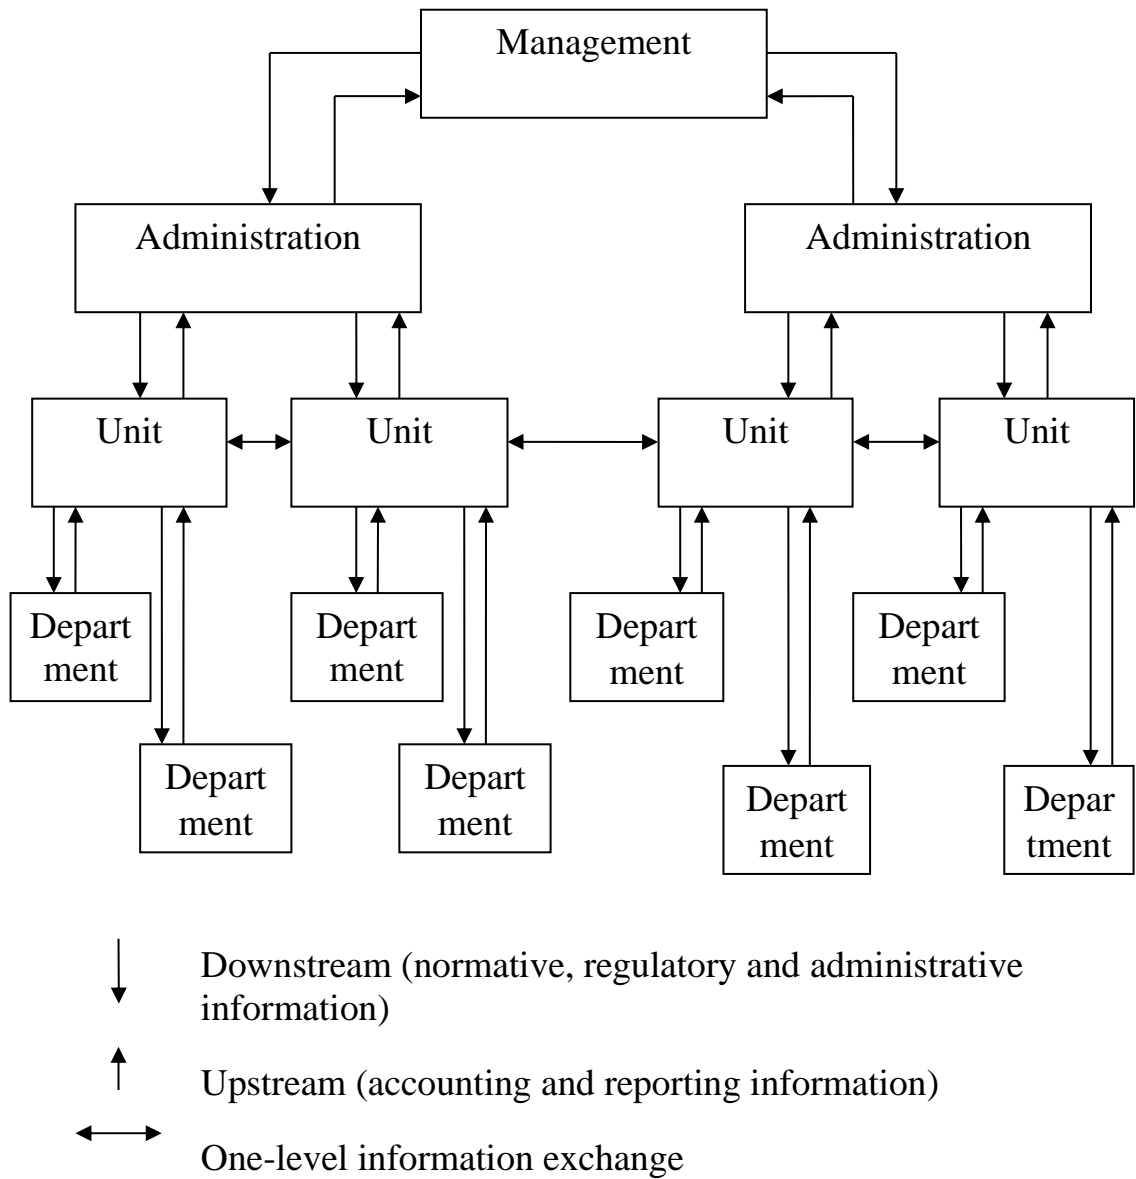 Management
Administration
Administration
Unit
Unit
Unit
Unit
Depart
ment
Depart
ment
Depart
ment
Depart
ment
Depart
ment
Depart
ment
Depart
ment
Depar
tment
Downstream (normative, regulatory and administrative
information)
Upstream (accounting and reporting information)
One-level information exchange